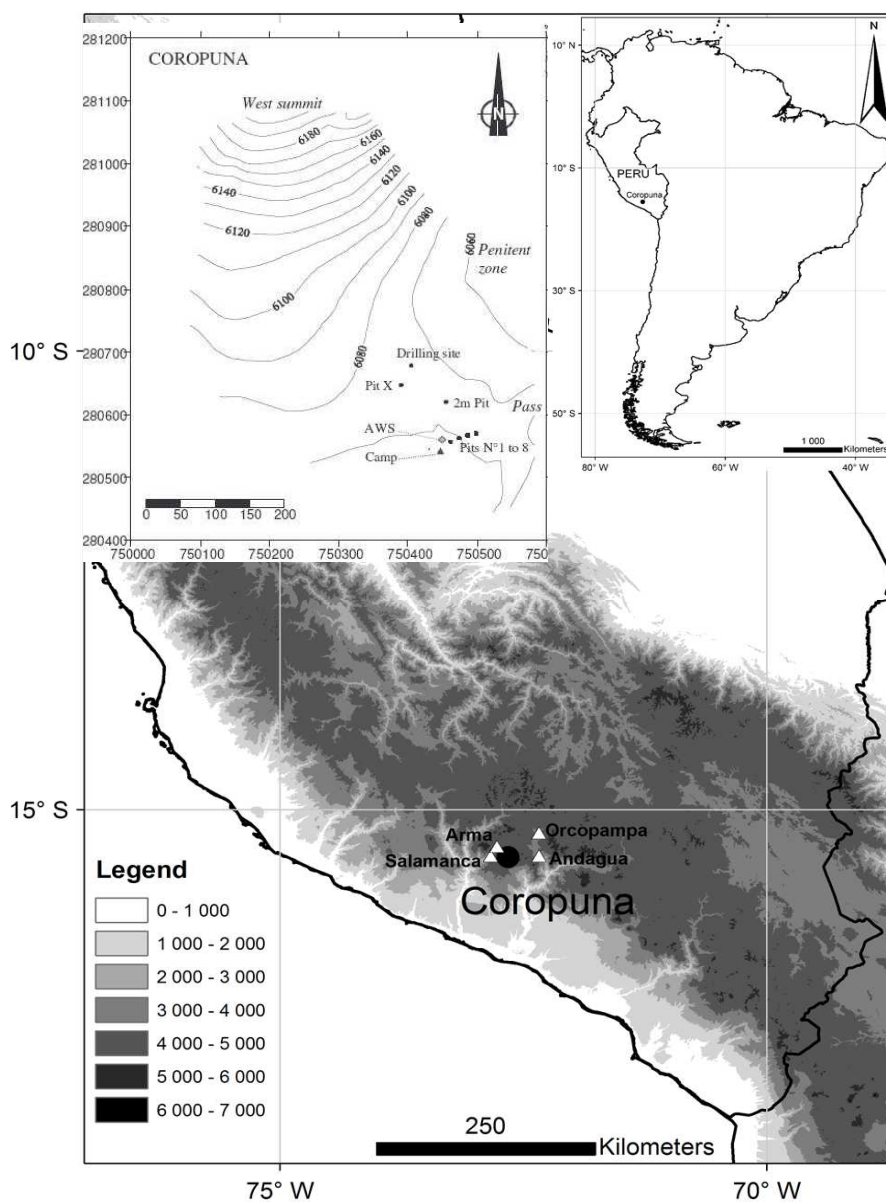 281200
281100
281000
280900
280800
280700
280600
280500
280400
COROPUNA
N
West summit
6180
6160
6140
6140
6120
6120
6100
6080
6060
6100
6080
Penitent
zone
Drilling site
Pit X
2m Pit
Pass
AWS
Pits N°1 to 8
Camp
0 50 100 150 200
750000 750100 750200 750300 750400 750500
N
10° N
10° S
30° S
50° S
PERÚ
Coropuna
1 000
Kilometers
80° W 60° W 40° W
10° S
15° S
Arma
Orcopampa
Salamanca
Andagua
Coropuna
Legend
0 - 1 000
1 000 - 2 000
2 000 - 3 000
3 000 - 4 000
4 000 - 5 000
5 000 - 6 000
6 000 - 7 000
250
Kilometers
75° W 70° W